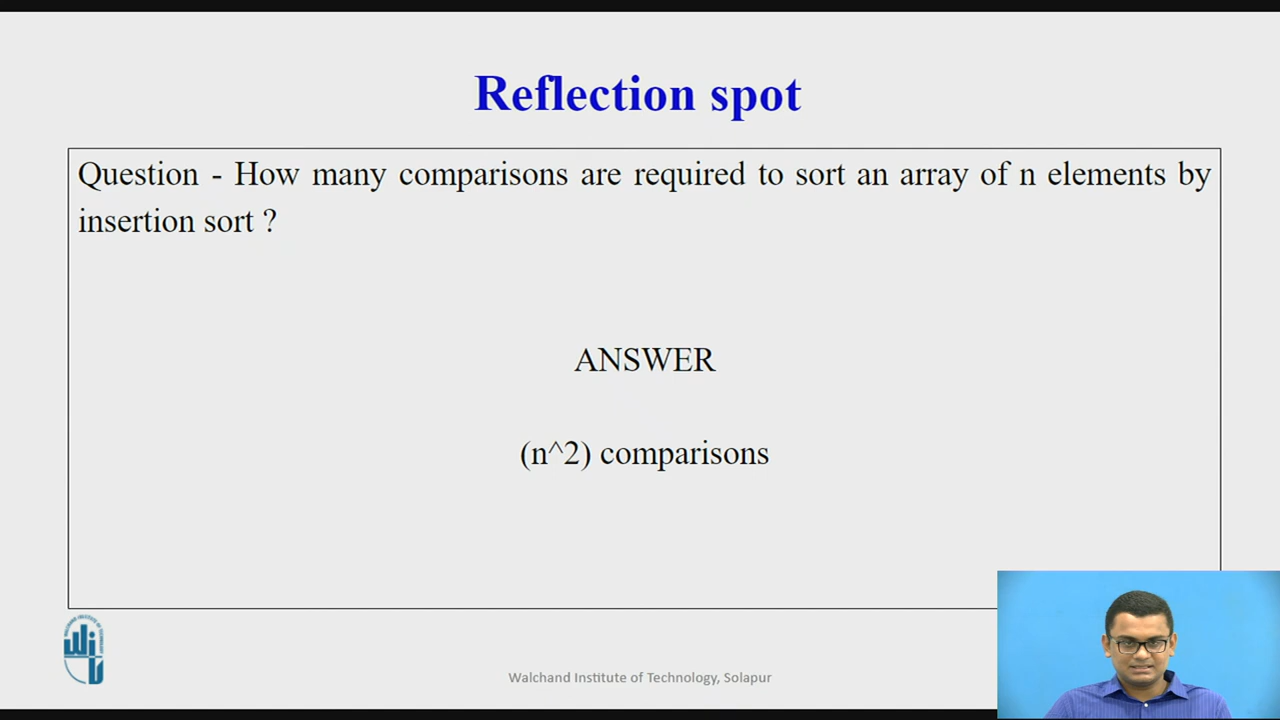 Reflection spot
Question - How many comparisons are required to sort an array of n elements by
insertion sort ?
ANSWER
(n^2) comparisons
Walchand Institute of Technology, Solapur